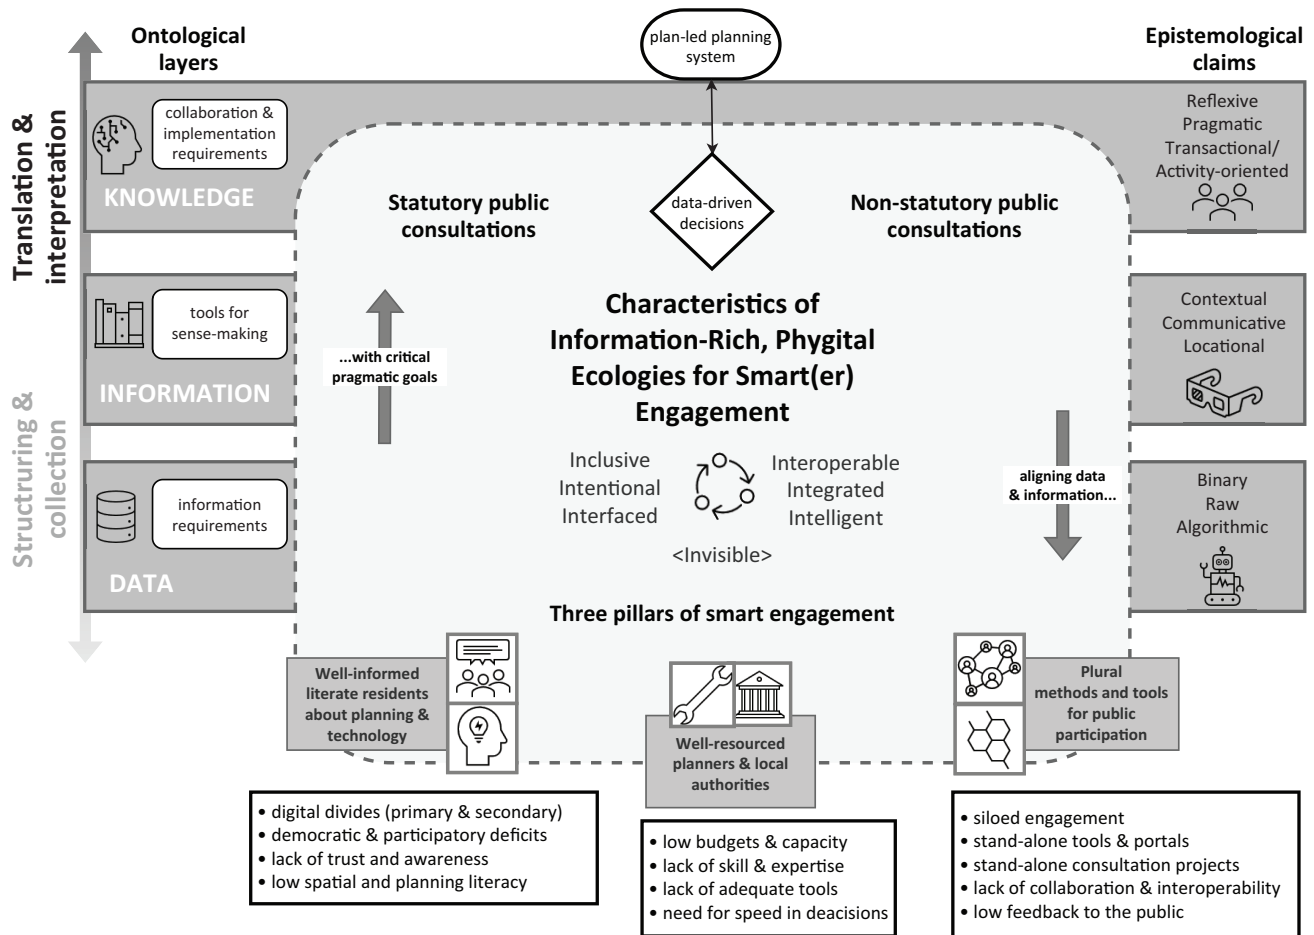 Ontological
layers
plan-led planning
system
Epistemological
claims
Translation &
interpretation
Structruring &
collection
collaboration &
implementation
requirements
KNOWLEDGE
Reflexive
Pragmatic
Transactional/
Activity-oriented
Statutory public
consultations
data-driven
decisions
Non-statutory public
consultations
tools for
sense-making
INFORMATION
Contextual
Communicative
Locational
...with critical
pragmatic goals
Characteristics of
Information-Rich, Phygital
Ecologies for Smart(er)
Engagement
Inclusive
Intentional
Interfaced
Interoperable
Integrated
Intelligent
<Invisible>
aligning data
& information...
information
requirements
DATA
Binary
Raw
Algorithmic
Three pillars of smart engagement
Well-informed
literate residents
about planning &
technology
Well-resourced
planners & local
authorities
Plural
methods and tools
for public
participation
• digital divides (primary & secondary)
• democratic & participatory deficits
• lack of trust and awareness
• low spatial and planning literacy
• low budgets & capacity
• lack of skill & expertise
• lack of adequate tools
• need for speed in deacisions
• siloed engagement
• stand-alone tools & portals
• stand-alone consultation projects
• lack of collaboration & interoperability
• low feedback to the public